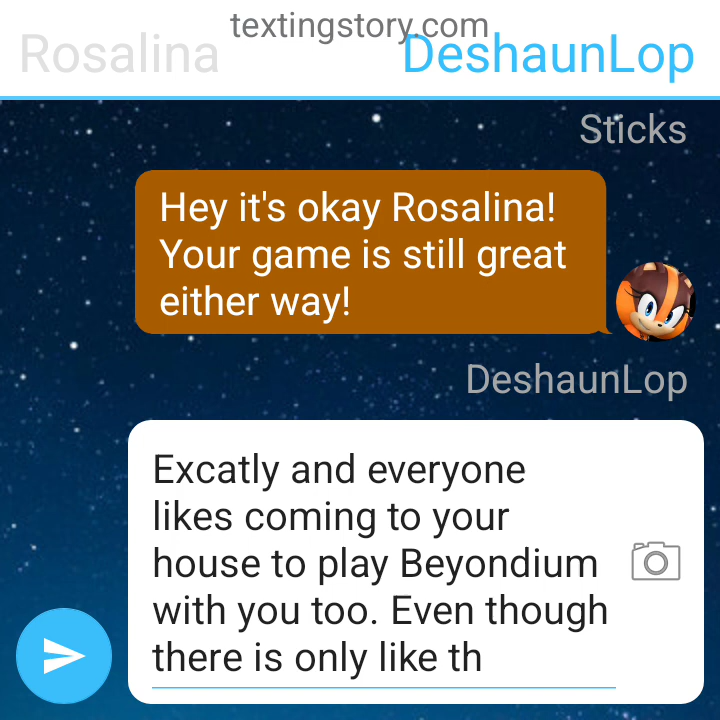 textingstory.com
Rosalina
DeshaunLop
Sticks
Hey it's okay Rosalina!
Your game is still great
either way!
DeshaunLop
Excatly and everyone
likes coming to your
house to play Beyondium
with you too. Even though
there is only like th